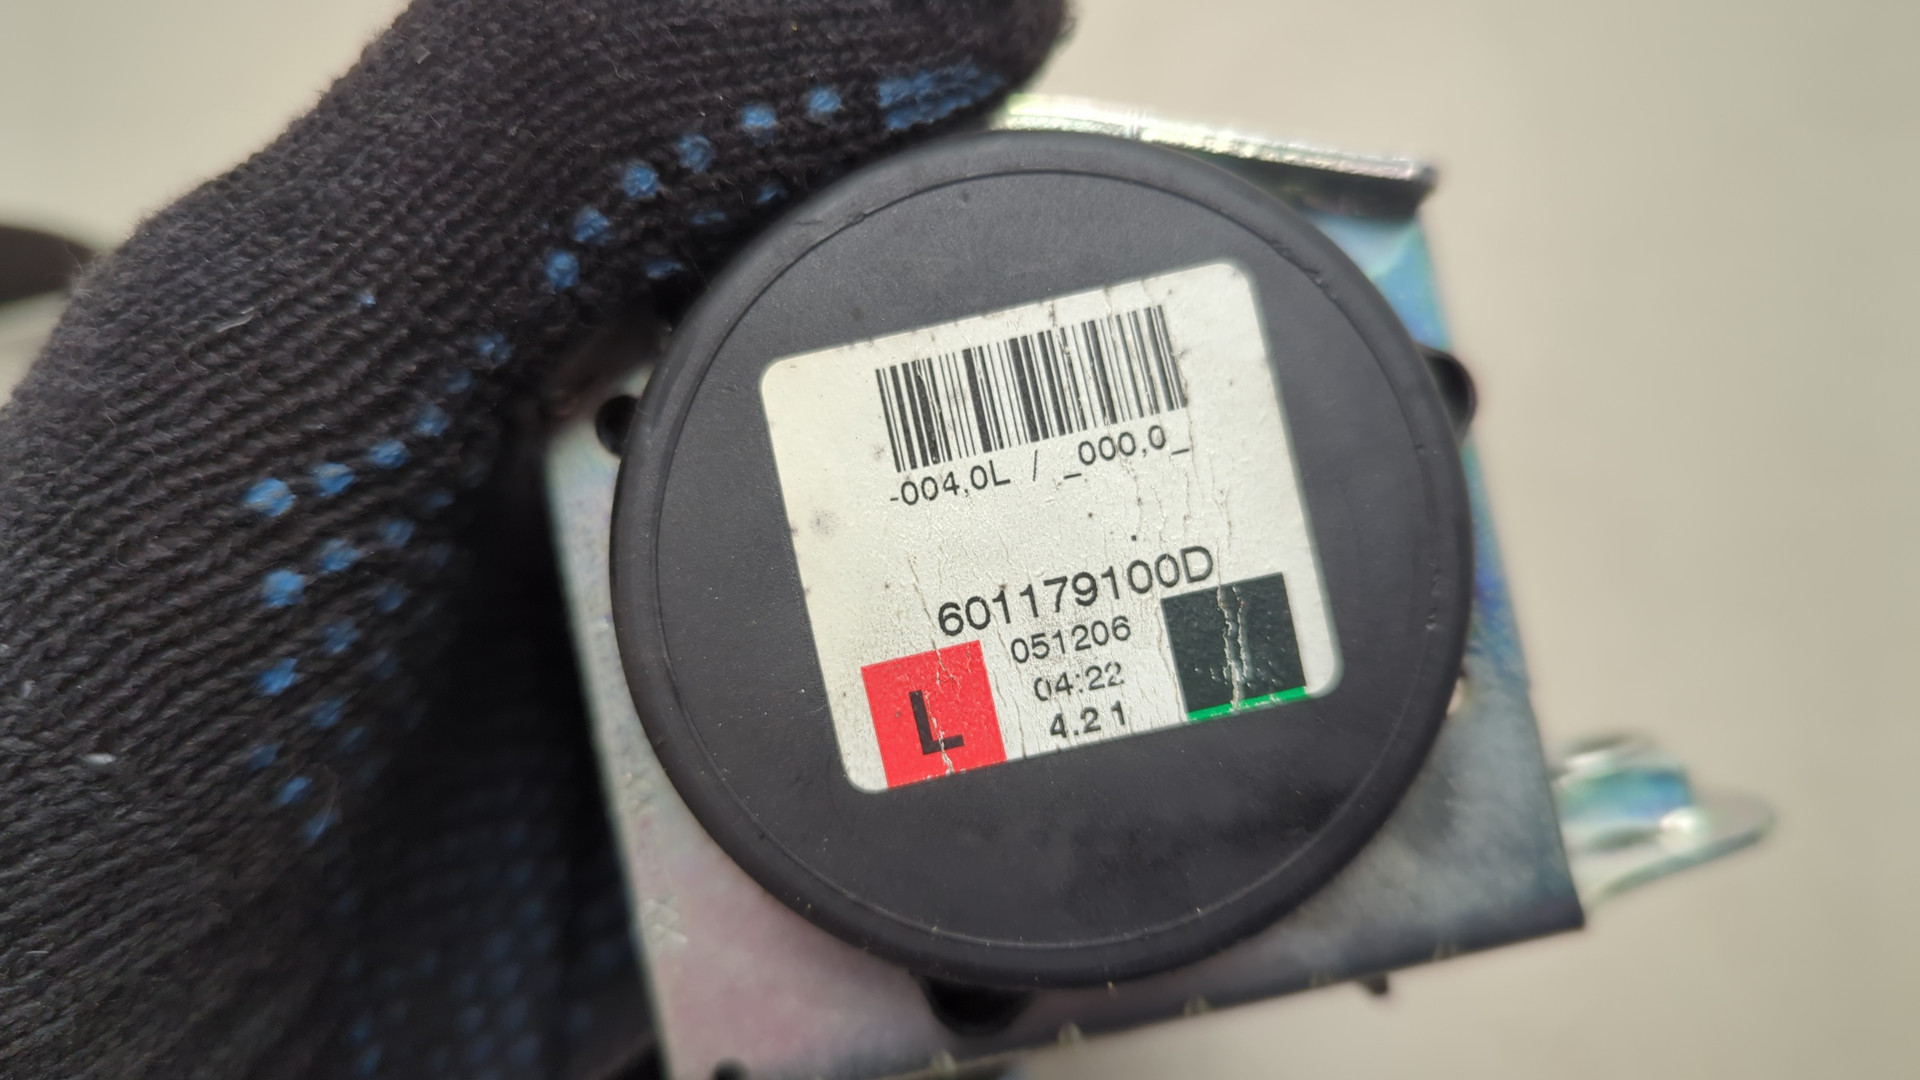 -004,0L / _000,0_
601179100D
051206
04:22
4.2 1
L